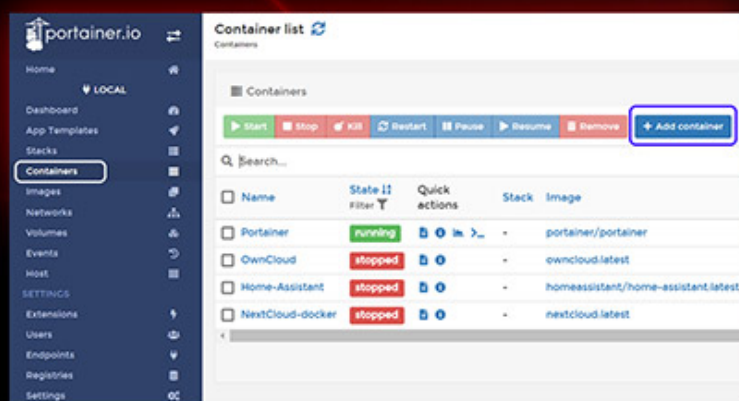 portainer.io
Container list
Containers
Home
LOCAL
Dashboard
App Templates
Stacks
Containers
Images
Networks
Volumes
Events
Host
SETTINGS
Extensions
Users
Endpoints
Registries
Settings
Containers
Start Stop Kill Restart Pause Resume Remove + Add container
Search...
Name State Filter Quick actions Stack Image
Portainer running - portainer/portainer
OwnCloud stopped - owncloud:latest
Home-Assistant stopped - homeassistant/home-assistant:latest
NextCloud-docker stopped - nextcloud:latest